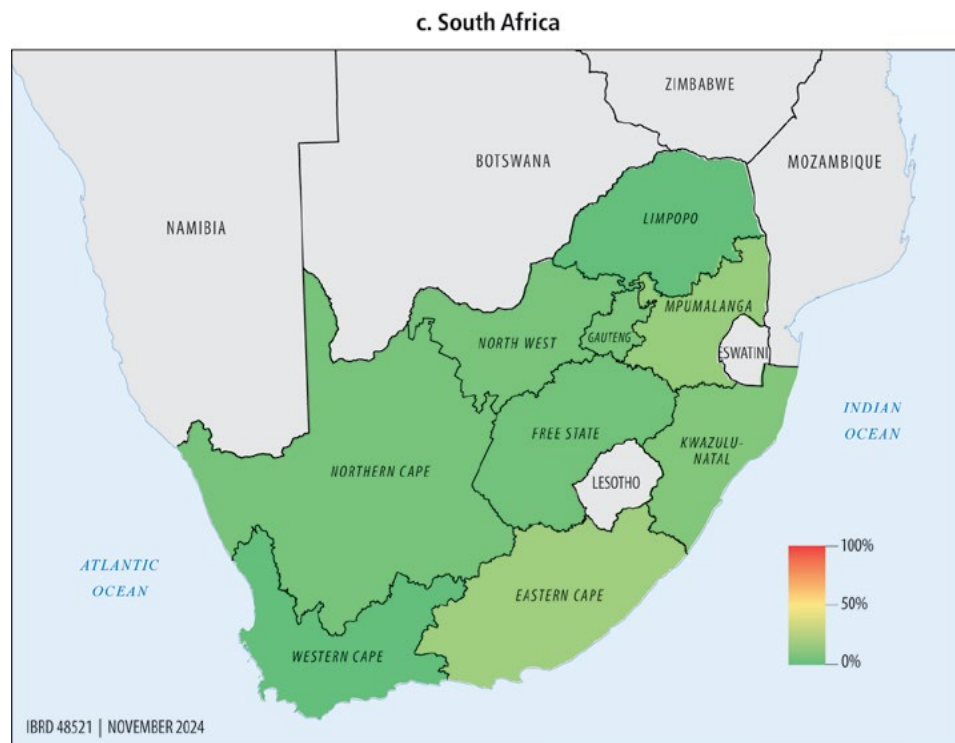 c. South Africa
ZIMBABWE
BOTSWANA
MOZAMBIQUE
NAMIBIA
LIMPOPO
MPUMALANGA
NORTH WEST
GAUTENG
ESWATINI
INDIAN
OCEAN
FREE STATE
KWAZULU-
NATAL
NORTHERN CAPE
LESOTHO
ATLANTIC
OCEAN
EASTERN CAPE
WESTERN CAPE
100%
50%
0%
IBRD 48521 | NOVEMBER 2024